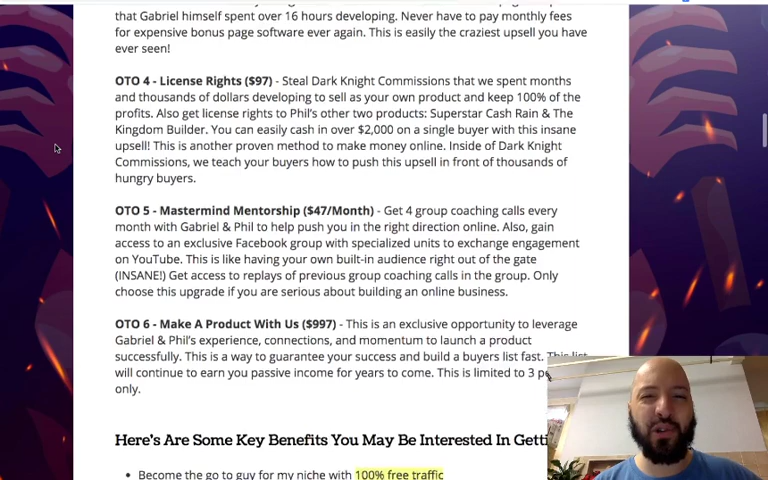 that Gabriel himself spent over 16 hours developing. Never have to pay monthly fees
for expensive bonus page software ever again. This is easily the craziest upsell you have
ever seen!
OTO 4 - License Rights ($97) - Steal Dark Knight Commissions that we spent months
and thousands of dollars developing to sell as your own product and keep 100% of the
profits. Also get license rights to Phil's other two products: Superstar Cash Rain & The
Kingdom Builder. You can easily cash in over $2,000 on a single buyer with this insane
upsell! This is another proven method to make money online. Inside of Dark Knight
Commissions, we teach your buyers how to push this upsell in front of thousands of
hungry buyers.
OTO 5 - Mastermind Mentorship ($47/Month) - Get 4 group coaching calls every
month with Gabriel & Phil to help push you in the right direction online. Also, gain
access to an exclusive Facebook group with specialized units to exchange engagement
on YouTube. This is like having your own built-in audience right out of the gate
(INSANE!) Get access to replays of previous group coaching calls in the group. Only
choose this upgrade if you are serious about building an online business.
OTO 6 - Make A Product With Us ($997) - This is an exclusive opportunity to leverage
Gabriel & Phil's experience, connections, and momentum to launch a product
successfully. This is a way to guarantee your success and build a buyers list fast. This list
will continue to earn you passive income for years to come. This is limited to 3
only.
Here's Are Some Key Benefits You May Be Interested In
• Become the go to guy for my niche with 100% free traffic